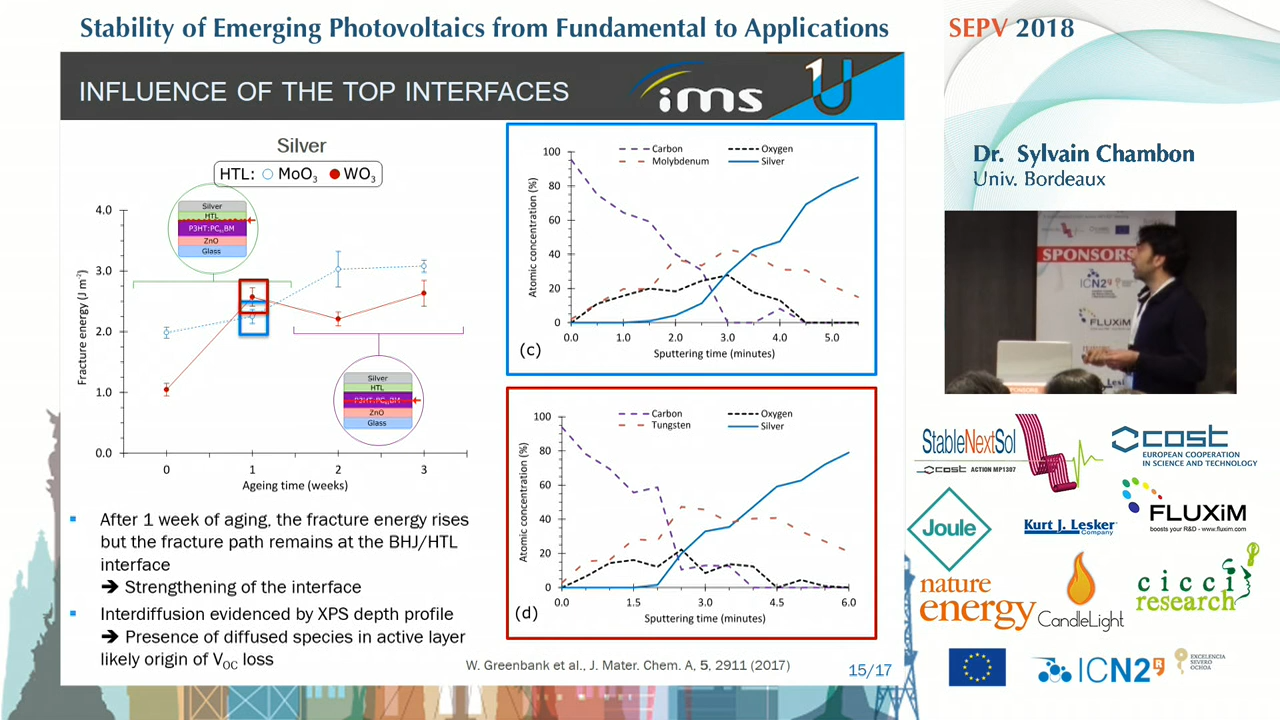 Stability of Emerging Photovoltaics from Fundamental to Applications
SEPV 2018
INFLUENCE OF THE TOP INTERFACES
ims
Dr. Sylvain Chambon
Univ. Bordeaux
Silver
HTL: MoO3 WO3
4.0
3.0
2.0
1.0
0.0
Fracture energy (J m-2)
0
1
2
3
Ageing time (weeks)
Silver
HTL
ZnO
Glass
Silver
HTL
ZnO
Glass
Carbon
Oxygen
Molybdenum
Silver
100
80
60
40
20
0
Atomic concentration (%)
0.0
1.0
2.0
3.0
4.0
5.0
Sputtering time (minutes)
(c)
Carbon
Oxygen
Tungsten
Silver
100
80
60
40
20
0
Atomic concentration (%)
0.0
1.5
3.0
4.5
6.0
Sputtering time (minutes)
(d)
After 1 week of aging, the fracture energy rises
but the fracture path remains at the BHJ/HTL
interface
➔ Strengthening of the interface
Interdiffusion evidenced by XPS depth profile
➔ Presence of diffused species in active layer
likely origin of VOC loss
W. Greenbank et al., J. Mater. Chem. A, 5, 2911 (2017)
15/17
SPONSORS
ICN2
FLUXiM
SPONSORS
StableNextSol
cost ACTION MP1307
cost
EUROPEAN COOPERATION
IN SCIENCE AND TECHNOLOGY
Joule
Kurt J. Lesker
Company
FLUXiM
boosts your R&D - www.fluxim.com
nature
energy
CandleLight
cicci
research
ICN2
EXCELENCIA
SEVERO
OCHOA